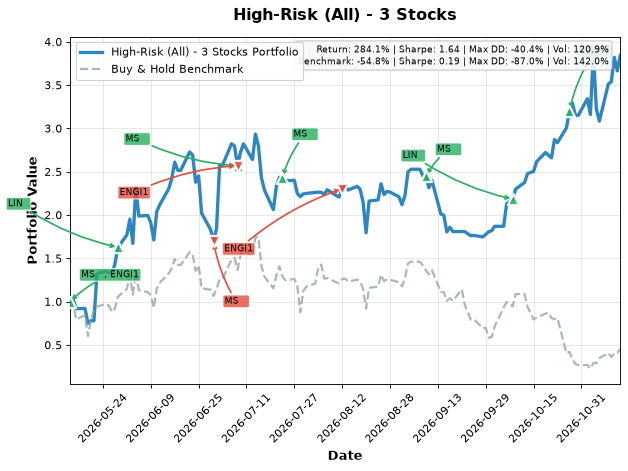 High-Risk (All) - 3 Stocks
High-Risk (All) - 3 Stocks Portfolio
Buy & Hold Benchmark
Return: 284.1% | Sharpe: 1.64 | Max DD: -40.4% | Vol: 120.9%
enchmark: -54.8% | Sharpe: 0.19 | Max DD: -87.0% | Vol: 142.0%
Portfolio Value
4.0
3.5
3.0
2.5
2.0
1.5
1.0
0.5
MS
MS
LIN
MS
ENGI1
LIN
ENGI1
MS , ENGI1
MS
2026-05-24
2026-06-09
2026-06-25
2026-07-11
2026-07-27
2026-08-12
2026-08-28
2026-09-13
2026-09-29
2026-10-15
2026-10-31
Date